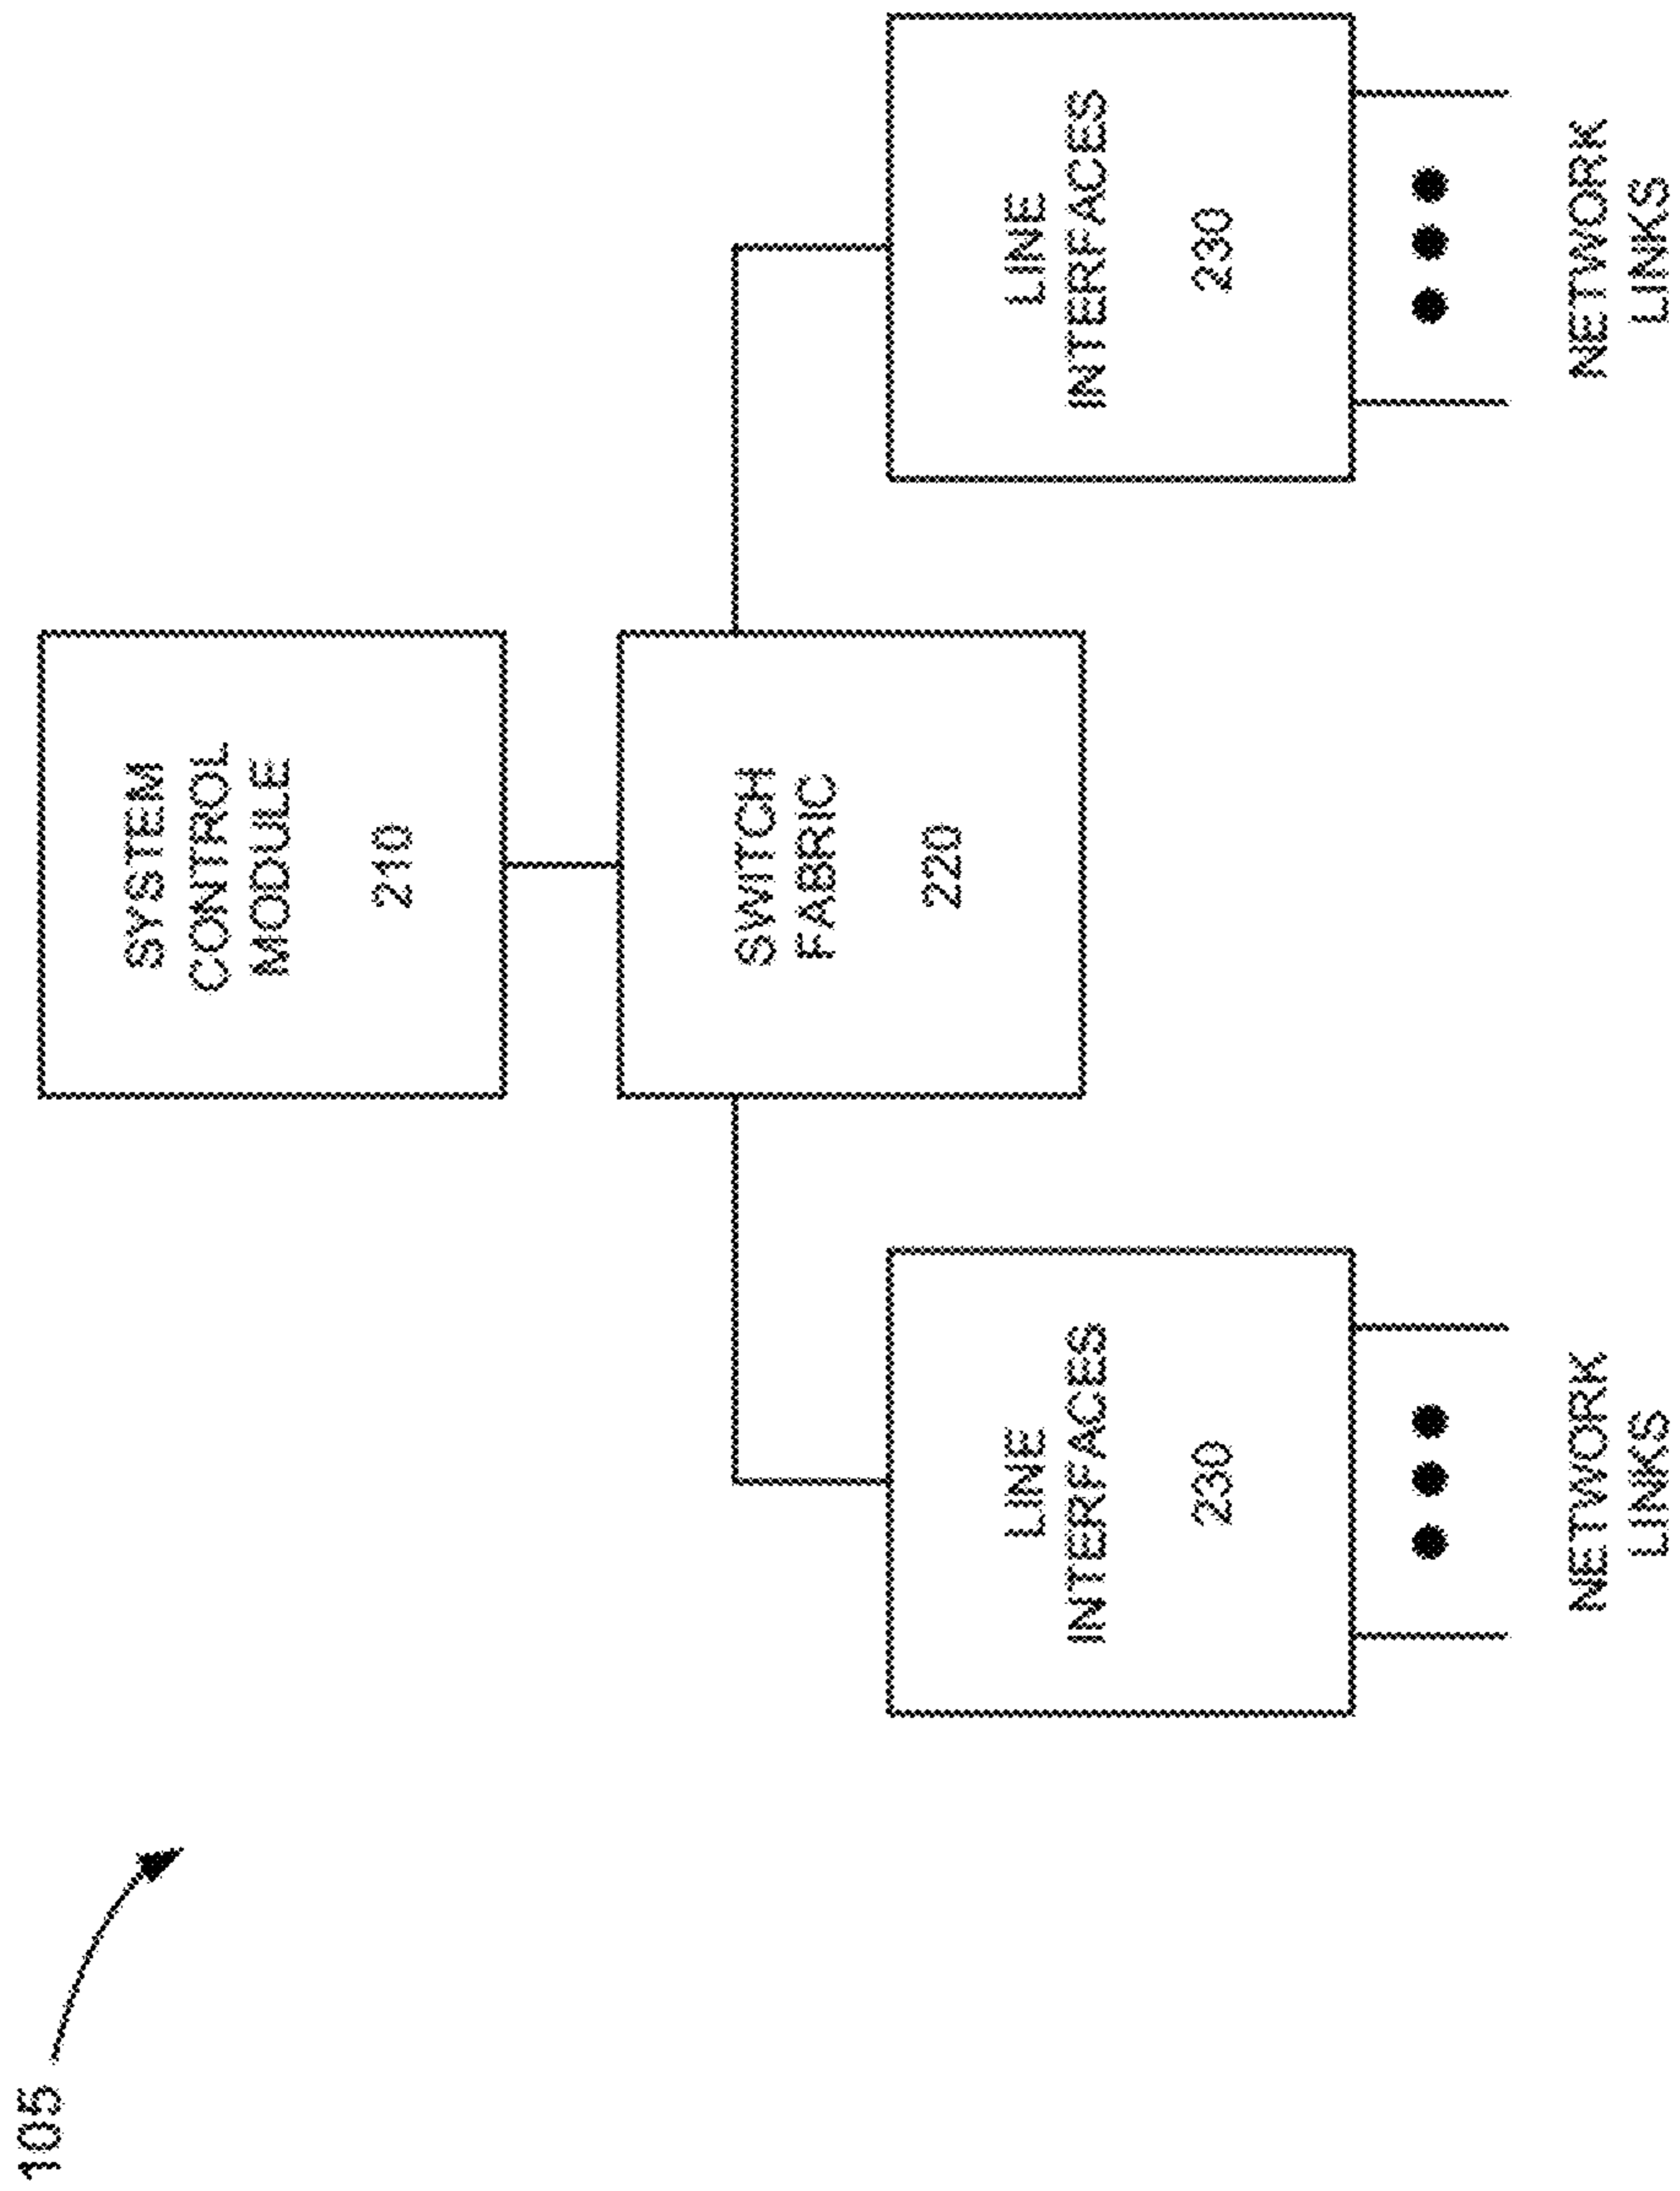 105
SYSTEM
CONTROL
MODULE
210
SWITCH
FABRIC
220
LINE
INTERFACES
230
NETWORK
LINKS
LINE
INTERFACES
230
NETWORK
LINKS